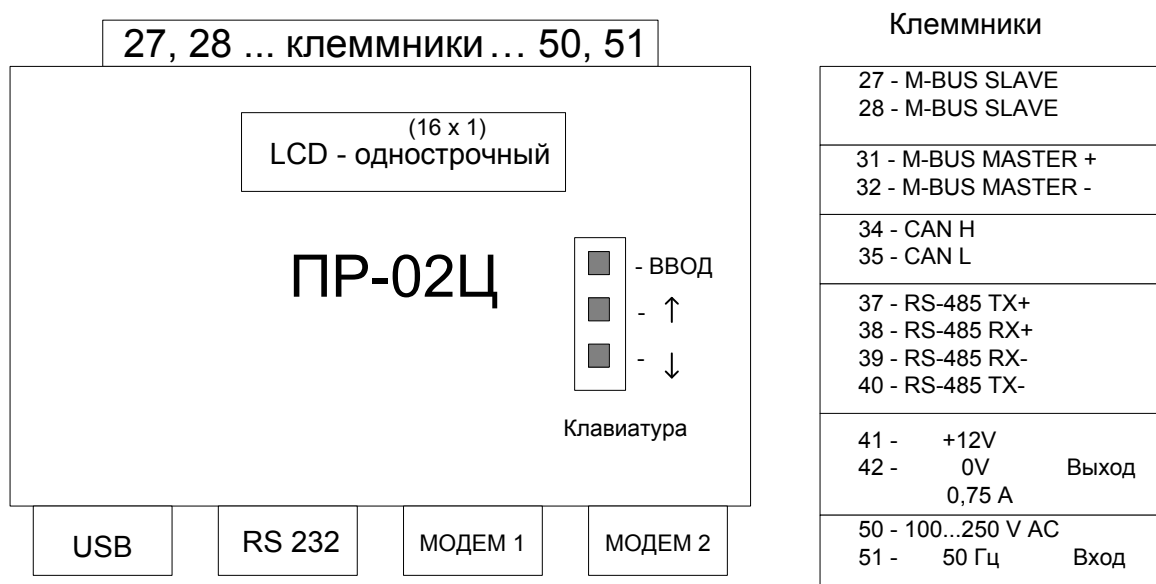 27, 28 ... клеммники... 50, 51
(16 x 1)
LCD - однострочный
ПР-02Ц
- ВВОД
- ↑
- ↓
Клавиатура
USB
RS 232
МОДЕМ 1
МОДЕМ 2
Клеммники
27 - M-BUS SLAVE
28 - M-BUS SLAVE
31 - M-BUS MASTER +
32 - M-BUS MASTER -
34 - CAN H
35 - CAN L
37 - RS-485 TX+
38 - RS-485 RX+
39 - RS-485 RX-
40 - RS-485 TX-
41 - +12V
42 - 0V Выход
0,75 A
50 - 100...250 V AC
51 - 50 Гц Вход